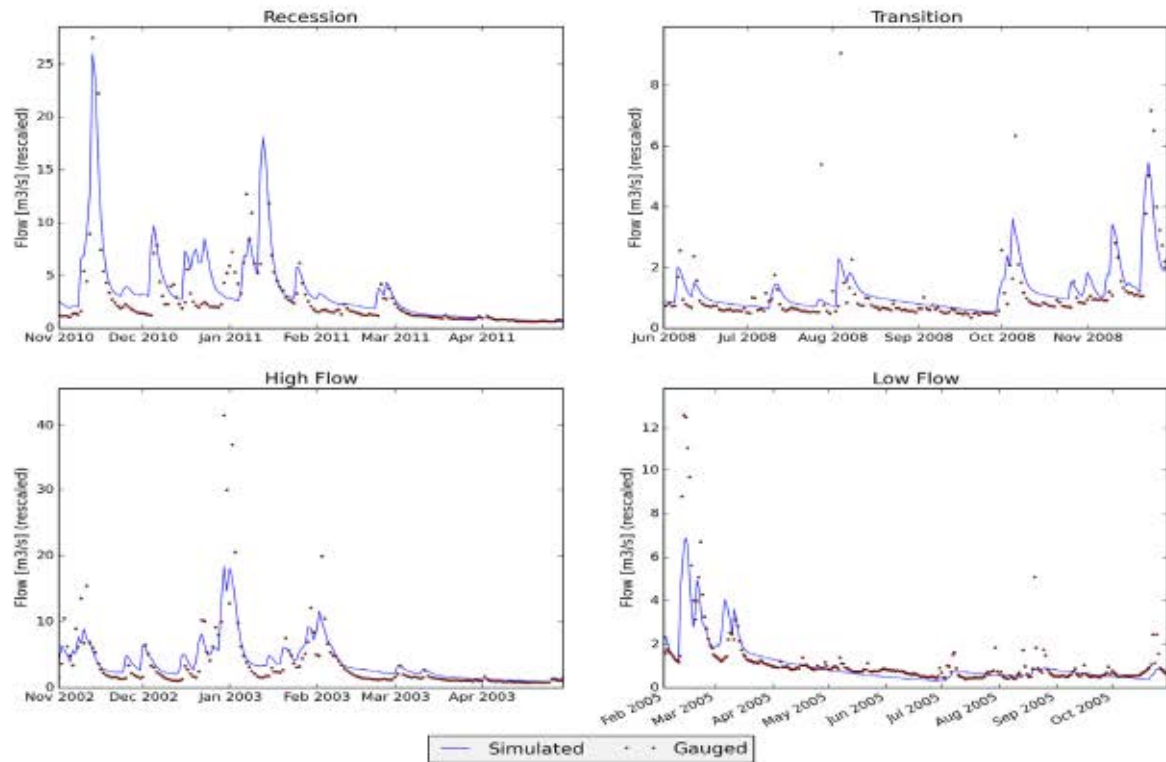 Recession
Flow [m3/s] (rescaled)
25
20
15
10
5
0
Nov 2010 Dec 2010 Jan 2011 Feb 2011 Mar 2011 Apr 2011
Transition
Flow [m3/s] (rescaled)
8
6
4
2
0
Jun 2008 Jul 2008 Aug 2008 Sep 2008 Oct 2008 Nov 2008
High Flow
Flow [m3/s] (rescaled)
40
30
20
10
0
Nov 2002 Dec 2002 Jan 2003 Feb 2003 Mar 2003 Apr 2003
Low Flow
Flow [m3/s] (rescaled)
12
10
8
6
4
2
0
Feb 2005 Mar 2005 Apr 2005 May 2005 Jun 2005 Jul 2005 Aug 2005 Sep 2005 Oct 2005
Simulated Gauged